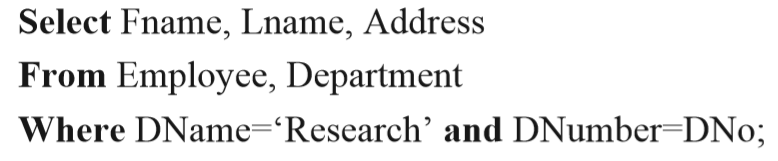 Select Fname, Lname, Address
From Employee, Department
Where DName=‘Research’ and DNumber=DNo;